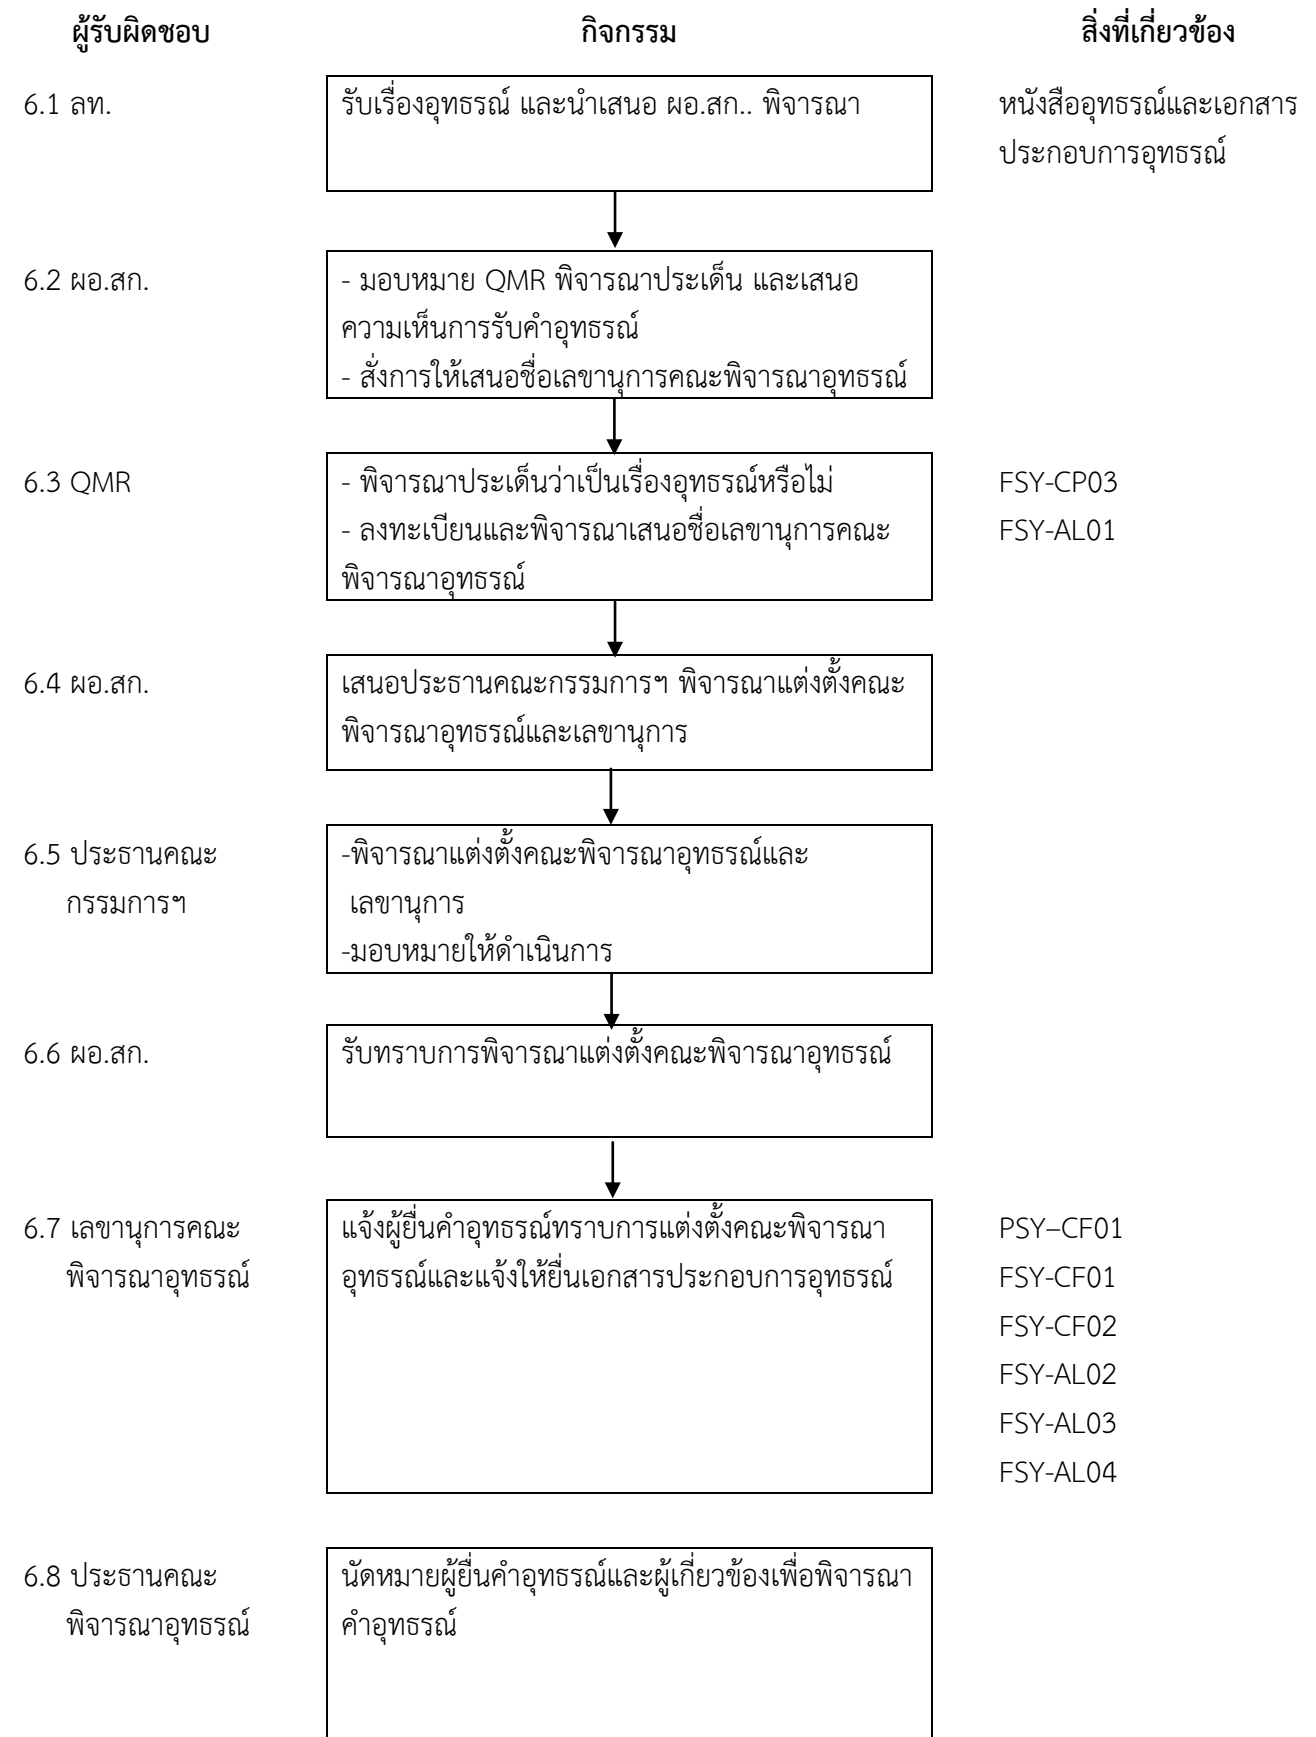 ผู้รับผิดชอบ กิจกรรม สิ่งที่เกี่ยวข้อง
6.1 ลท. รับเรื่องอุทธรณ์ และนำเสนอ ผอ.สก.. พิจารณา หนังสืออุทธรณ์และเอกสาร
ประกอบการอุทธรณ์
6.2 ผอ.สก. - มอบหมาย QMR พิจารณาประเด็น และเสนอ
ความเห็นการรับคำอุทธรณ์
- สั่งการให้เสนอชื่อเลขานุการคณะพิจารณาอุทธรณ์
6.3 QMR - พิจารณาประเด็นว่าเป็นเรื่องอุทธรณ์หรือไม่ FSY-CP03
- ลงทะเบียนและพิจารณาเสนอชื่อเลขานุการคณะ FSY-AL01
พิจารณาอุทธรณ์
6.4 ผอ.สก. เสนอประธานคณะกรรมการฯ พิจารณาแต่งตั้งคณะ
พิจารณาอุทธรณ์และเลขานุการ
6.5 ประธานคณะ -พิจารณาแต่งตั้งคณะพิจารณาอุทธรณ์และ
กรรมการฯ เลขานุการ
-มอบหมายให้ดำเนินการ
6.6 ผอ.สก. รับทราบการพิจารณาแต่งตั้งคณะพิจารณาอุทธรณ์
6.7 เลขานุการคณะ แจ้งผู้ยื่นคำอุทธรณ์ทราบการแต่งตั้งคณะพิจารณา PSY–CF01
พิจารณาอุทธรณ์ อุทธรณ์และแจ้งให้ยื่นเอกสารประกอบการอุทธรณ์ FSY-CF01
FSY-CF02
FSY-AL02
FSY-AL03
FSY-AL04
6.8 ประธานคณะ นัดหมายผู้ยื่นคำอุทธรณ์และผู้เกี่ยวข้องเพื่อพิจารณา
พิจารณาอุทธรณ์ คำอุทธรณ์